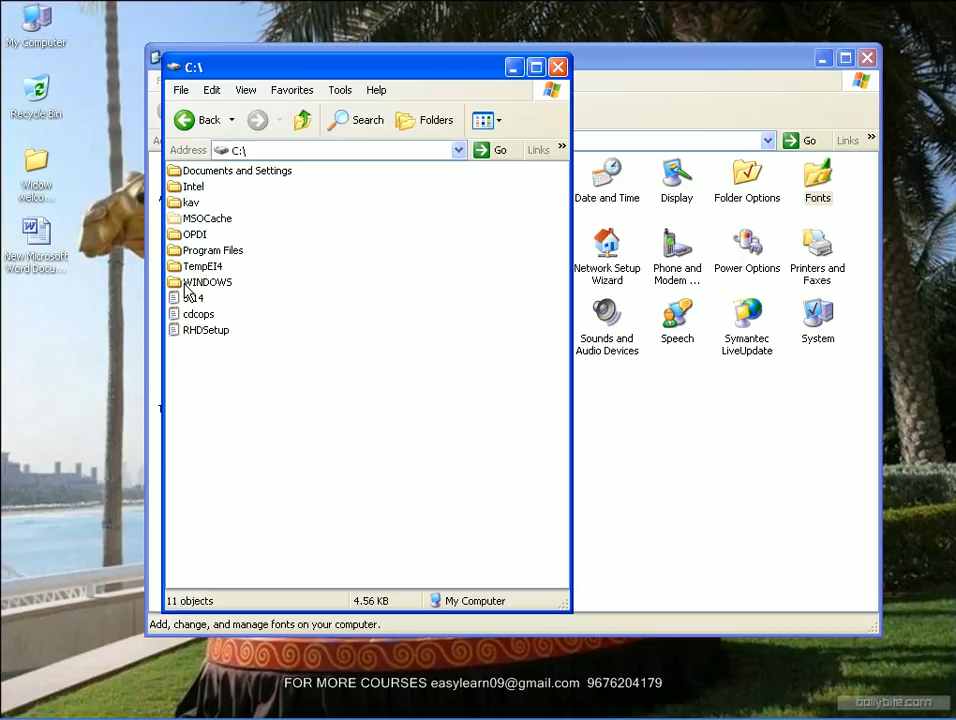 My Computer
Recycle Bin
Widow
welco...
New Microsoft
Word Docu...
C:\
File Edit View Favorites Tools Help
Back Search Folders
Address C:\ Go Links »
Documents and Settings
Intel
kav
MSOCache
OPDI
Program Files
TempEI4
WINDOWS
cdcops
RHDSetup
11 objects 4.56 KB My Computer
Go Links »
Date and Time Display Folder Options Fonts
Network Setup
Wizard
Phone and
Modem ...
Power Options
Printers and
Faxes
Sounds and
Audio Devices
Speech
Symantec
LiveUpdate
System
Add, change, and manage fonts on your computer.
FOR MORE COURSES easylearn09@gmail.com 9676204179
bollybite.com